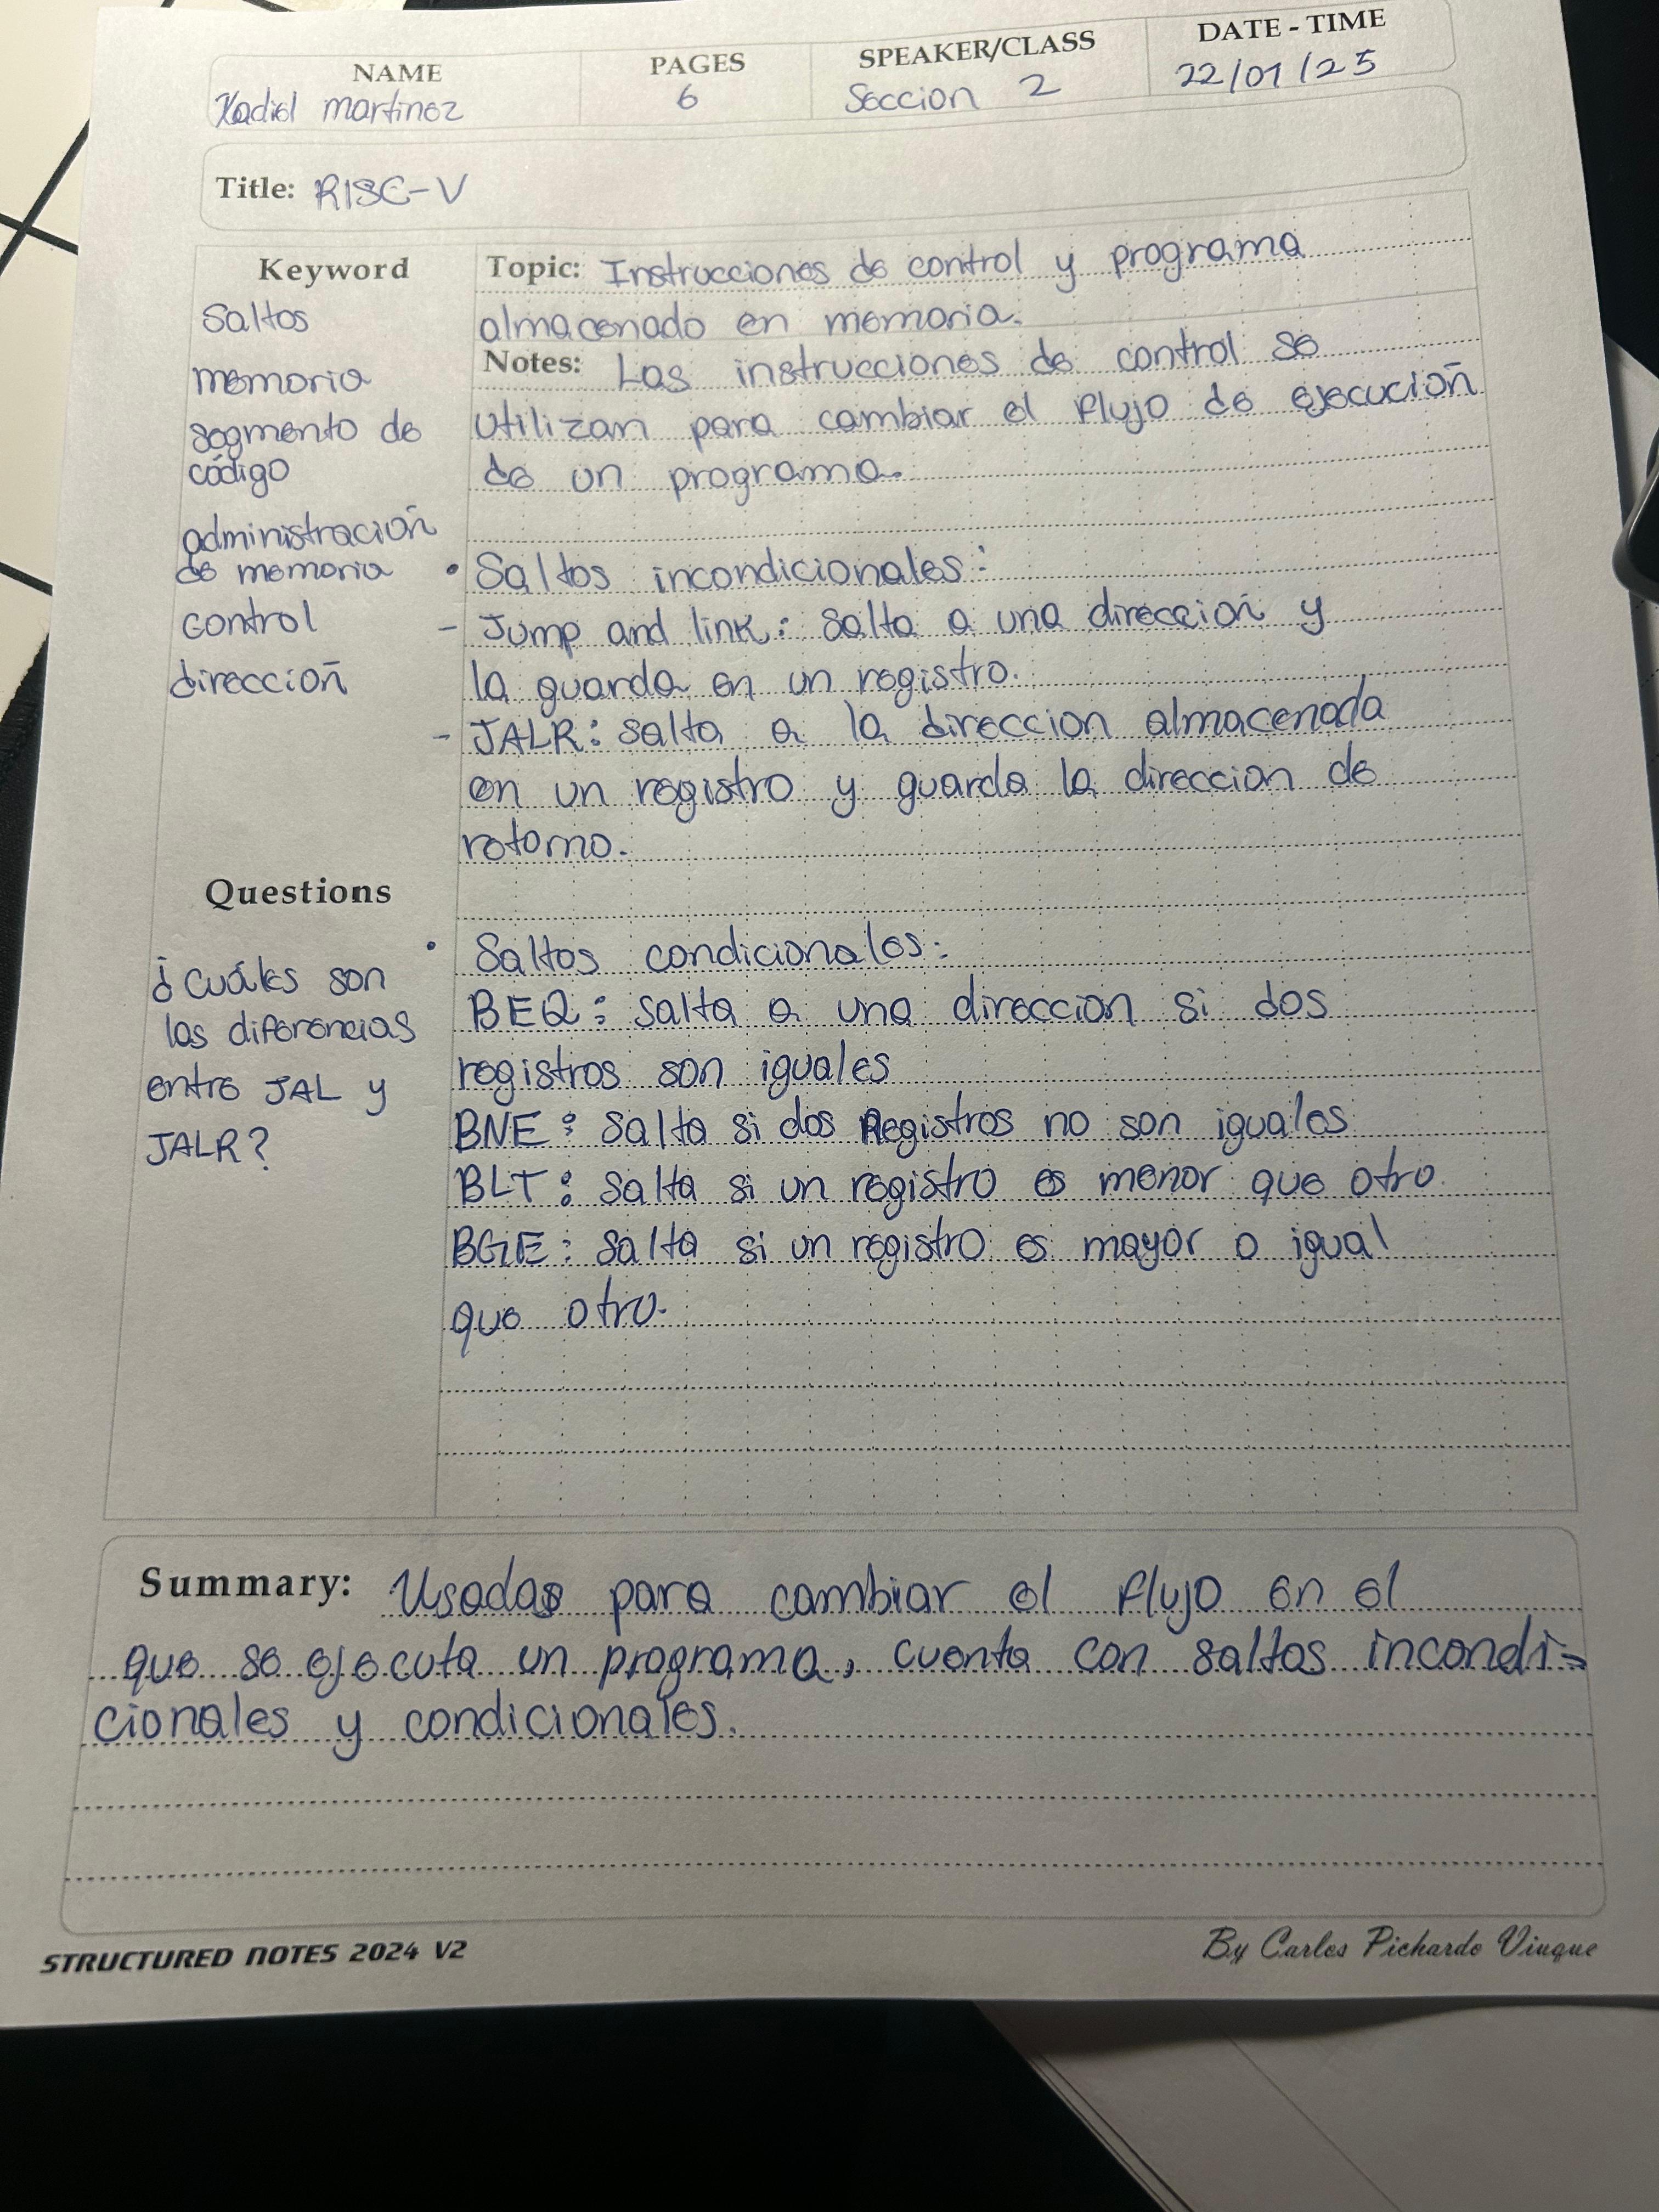 NAME
Xadiel martinez
PAGES
6
SPEAKER/CLASS
Seccion 2
DATE - TIME
22/01/25
Title: RISC-V
Keyword
Saltos
memoria
segmento de
código
administración
de memoria
control
dirección
Questions
¿Cuáles son
las diferencias
entre JAL y
JALR?
Topic: Instrucciones de control y programa
almacenado en memoria.
Notes: Las instrucciones de control se
utilizan para cambiar el flujo de ejecución
de un programa.
• Saltos incondicionales:
- Jump and link: Salta a una direccion y
la guarda en un registro.
- JALR: salta a la direccion almacenada
en un registro y guarda la direccion de
retorno.
• Saltos condicionales:
BEQ: salta a una direccion si dos
registros son iguales
BNE: Salta si dos Registros no son iguales
BLT: Salta si un registro es menor que otro.
BGE: Salta si un registro es mayor o igual
que otro.
Summary: Usadas para cambiar el flujo en el
que se ejecuta un programa, cuenta con saltos incondi-
cionales y condicionales.
STRUCTURED NOTES 2024 V2
By Carlos Pichardo Viuque